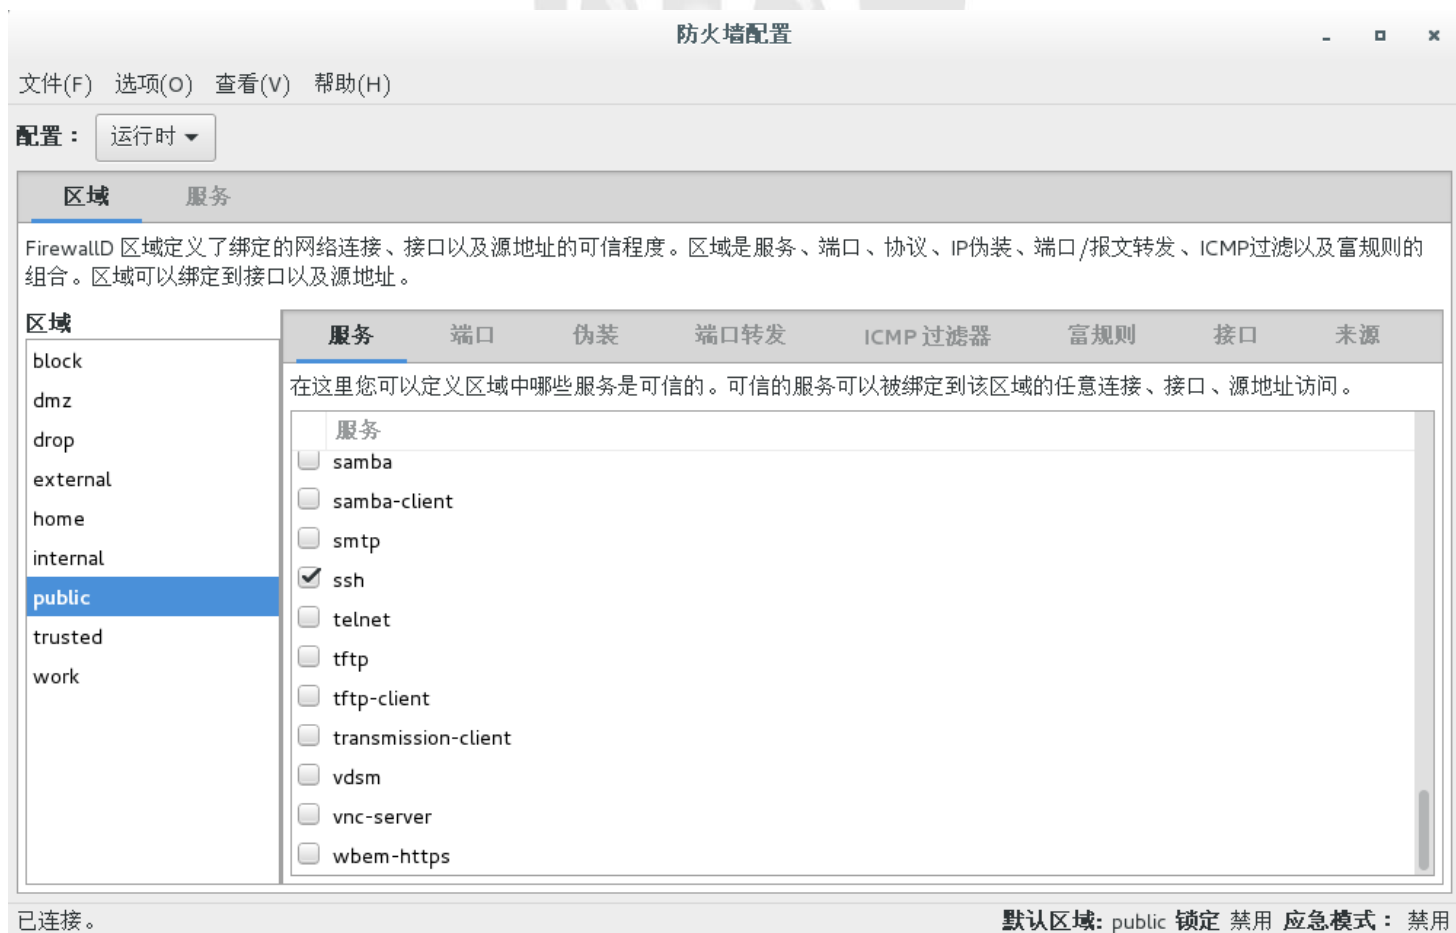 防火墙配置
文件(F) 选项(O) 查看(V) 帮助(H)
配置： 运行时
区域 服务
FirewallD 区域定义了绑定的网络连接、接口以及源地址的可信程度。区域是服务、端口、协议、IP伪装、端口/报文转发、ICMP过滤以及富规则的
组合。区域可以绑定到接口以及源地址。
区域
block
dmz
drop
external
home
internal
public
trusted
work
服务 端口 伪装 端口转发 ICMP 过滤器 富规则 接口 来源
在这里您可以定义区域中哪些服务是可信的。可信的服务可以被绑定到该区域的任意连接、接口、源地址访问。
服务
samba
samba-client
smtp
ssh
telnet
tftp
tftp-client
transmission-client
vdsm
vnc-server
wbem-https
已连接。
默认区域: public 锁定 禁用 应急模式： 禁用